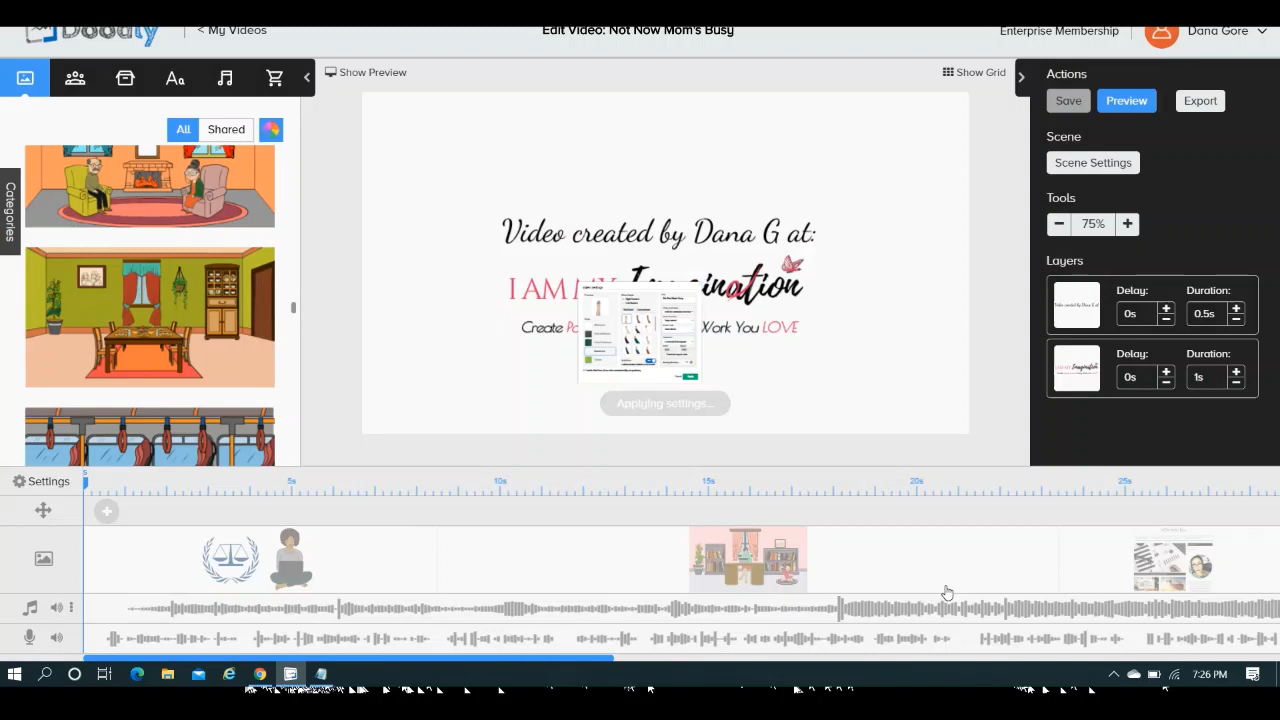 Doodly
< My Videos
Edit Video: Not Now Mom's Busy
Enterprise Membership
Dana Gore
Show Preview
Show Grid
Actions
Save
Preview
Export
All
Shared
Categories
Scene
Scene Settings
Tools
75%
Layers
Delay:
Duration:
0s
0.5s
Delay:
Duration:
0s
1s
Video created by Dana G at:
I AM MY Imagination
Create
Work You LOVE
Applying settings...
Settings
5s
10s
15s
20s
25s
7:26 PM